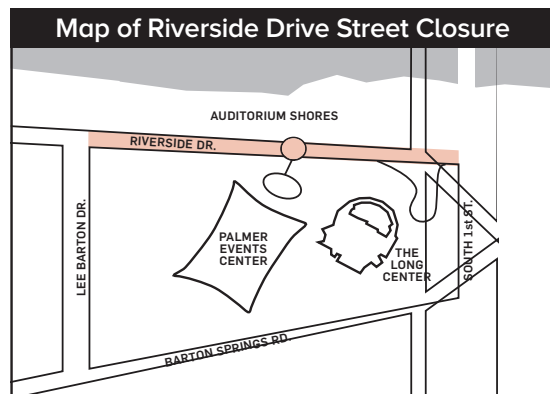 Map of Riverside Drive Street Closure
AUDITORIUM SHORES
RIVERSIDE DR.
LEE BARTON DR.
PALMER
EVENTS
CENTER
THE
LONG
CENTER
SOUTH 1st ST.
BARTON SPRINGS RD.